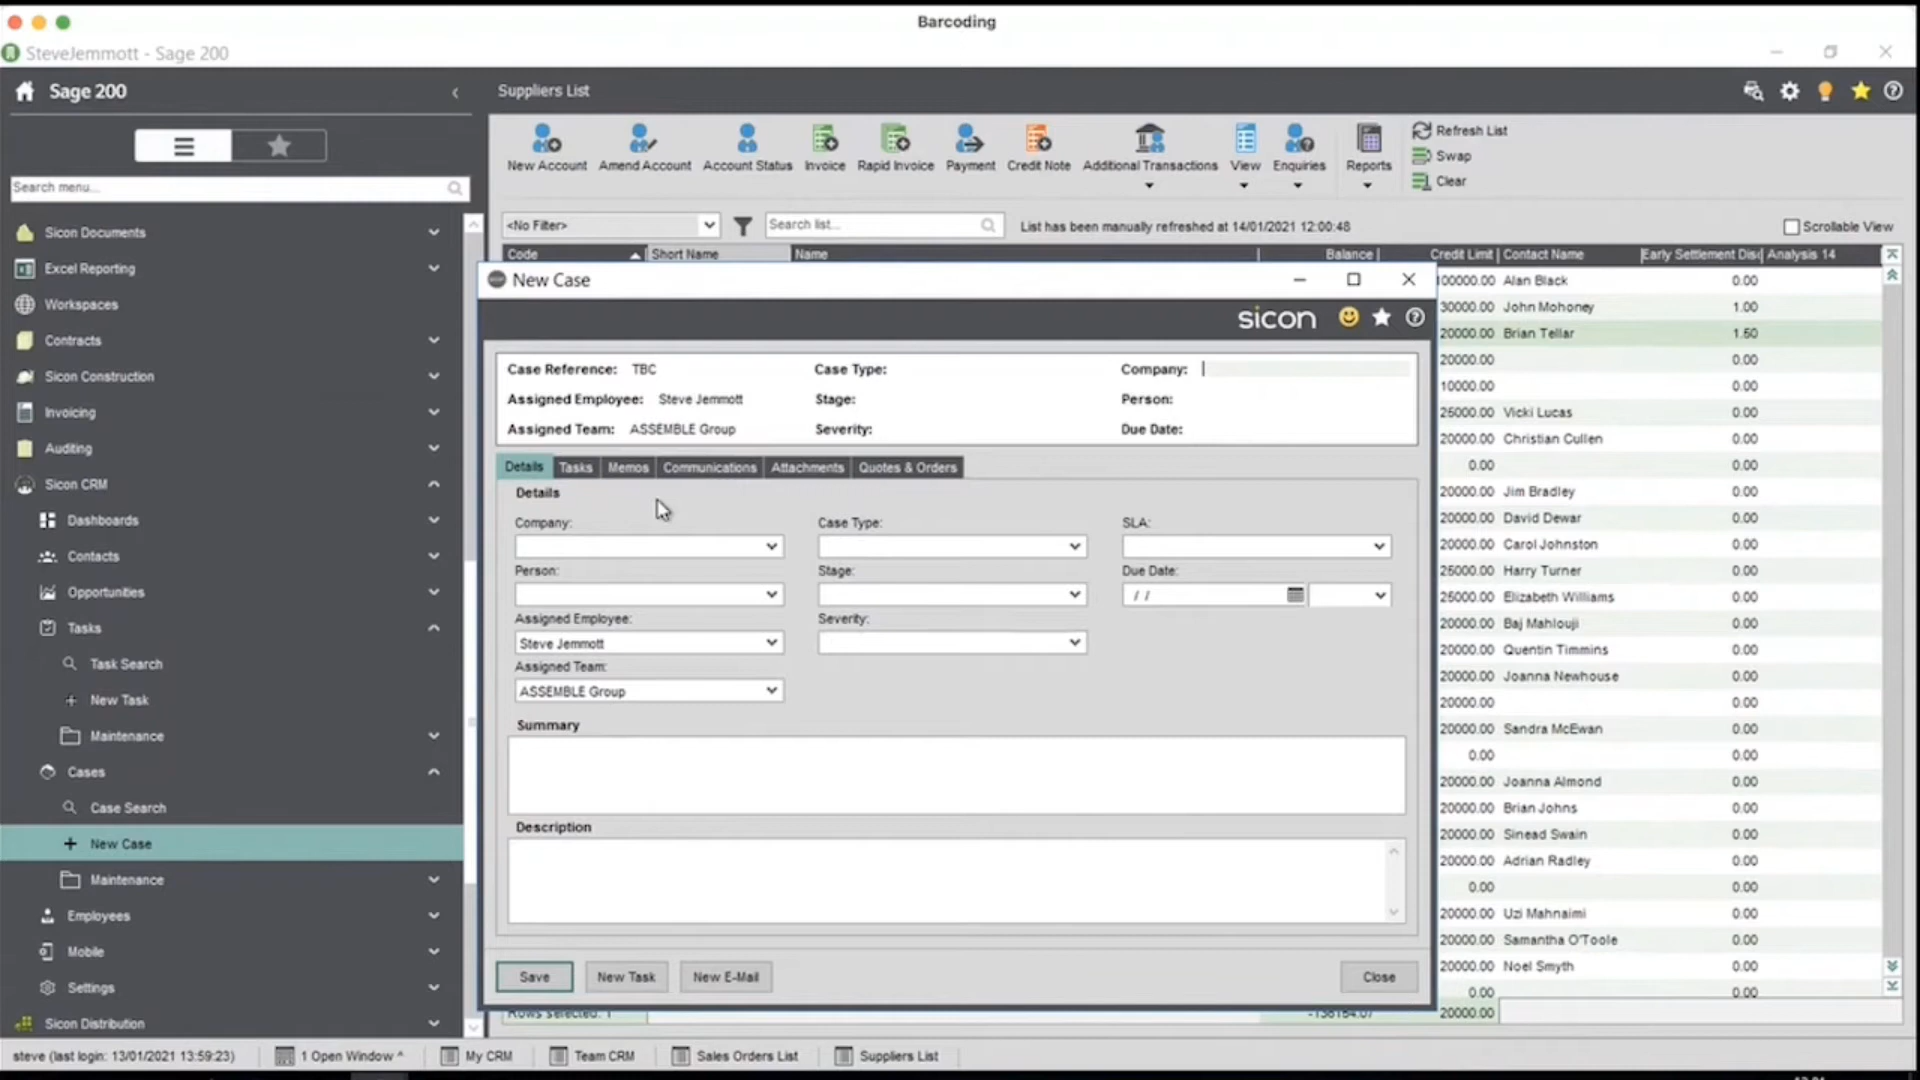 Barcoding
SteveJemmott - Sage 200
Sage 200
Suppliers List
New Account
Amend Account
Account Status
Invoice
Rapid Invoice
Payment
Credit Note
Additional Transactions
View
Enquiries
Reports
Refresh List
Swap
Clear
Search menu...
<No Filter>
Search list...
List has been manually refreshed at 14/01/2021 12:00:48
Scrollable View
Code Short Name Name Balance Credit Limit Contact Name Early Settlement Disc Analysis 14
Sicon Documents
Excel Reporting
Workspaces
Contracts
Sicon Construction
Invoicing
Auditing
Sicon CRM
Dashboards
Contacts
Opportunities
Tasks
Task Search
New Task
Maintenance
Cases
Case Search
New Case
Maintenance
Employees
Mobile
Settings
Sicon Distribution
New Case
sicon
Case Reference: TBC Case Type: Company:
Assigned Employee: Steve Jemmott Stage: Person:
Assigned Team: ASSEMBLE Group Severity: Due Date:
Details Tasks Memos Communications Attachments Quotes & Orders
Details
Company: Case Type: SLA:
Person: Stage: Due Date:
/ /
Assigned Employee: Severity:
Steve Jemmott
Assigned Team:
ASSEMBLE Group
Summary
Description
Save New Task New E-Mail Close
00000.00 Alan Black 0.00
30000.00 John Mohoney 1.00
20000.00 Brian Tellar 1.50
20000.00 0.00
10000.00 0.00
25000.00 Vicki Lucas 0.00
20000.00 Christian Cullen 0.00
0.00 0.00
20000.00 Jim Bradley 0.00
20000.00 David Dewar 0.00
20000.00 Carol Johnston 0.00
25000.00 Harry Turner 0.00
25000.00 Elizabeth Williams 0.00
20000.00 Baj Mahlouji 0.00
20000.00 Quentin Timmins 0.00
20000.00 Joanna Newhouse 0.00
20000.00 0.00
20000.00 Sandra McEwan 0.00
0.00 0.00
20000.00 Joanna Almond 0.00
20000.00 Brian Johns 0.00
20000.00 Sinead Swain 0.00
20000.00 Adrian Radley 0.00
0.00 0.00
20000.00 Uzi Mahnaimi 0.00
20000.00 Samantha O'Toole 0.00
20000.00 Noel Smyth 0.00
0.00 0.00
Rows selected: 1 20000.00
steve (last login: 13/01/2021 13:59:23) 1 Open Window ^ My CRM Team CRM Sales Orders List Suppliers List